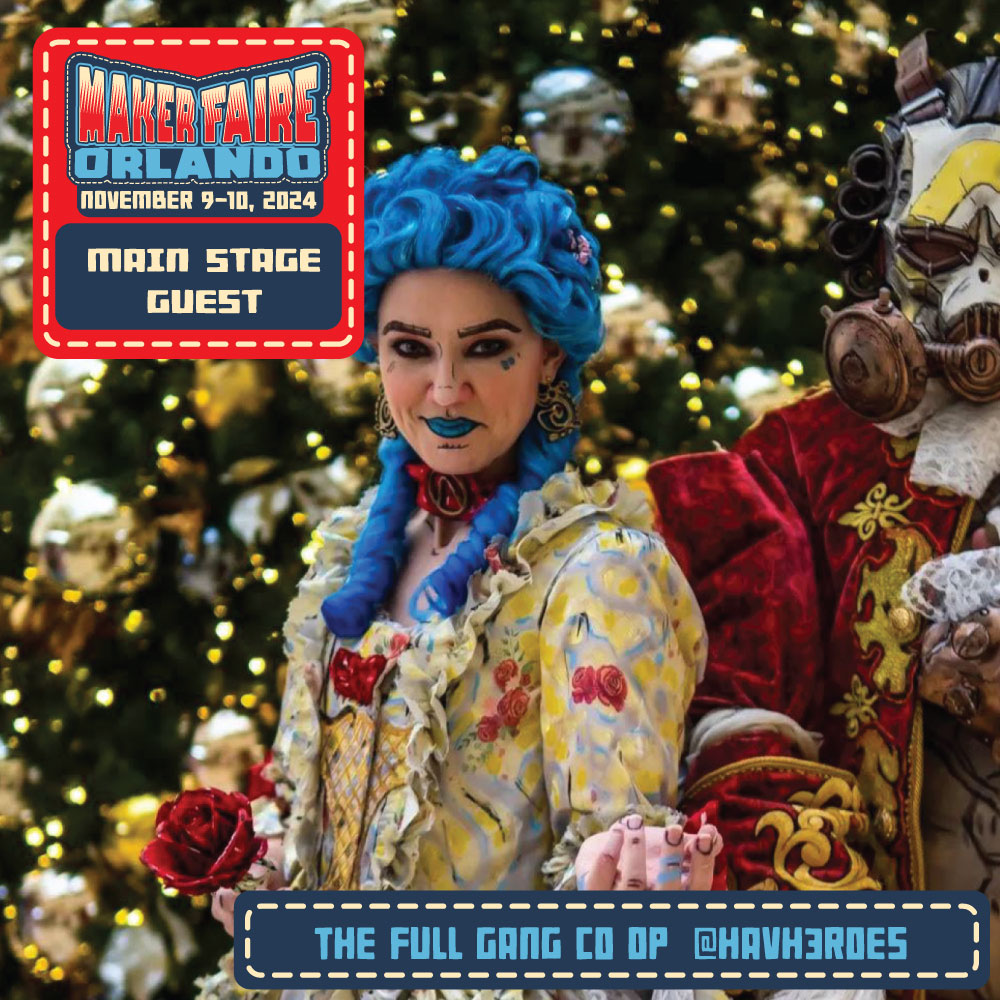 MAKER FAIRE
ORLANDO
NOVEMBER 9-10, 2024
MAIN STAGE
GUEST
THE FULL GANG CO OP @HAVH3ROES